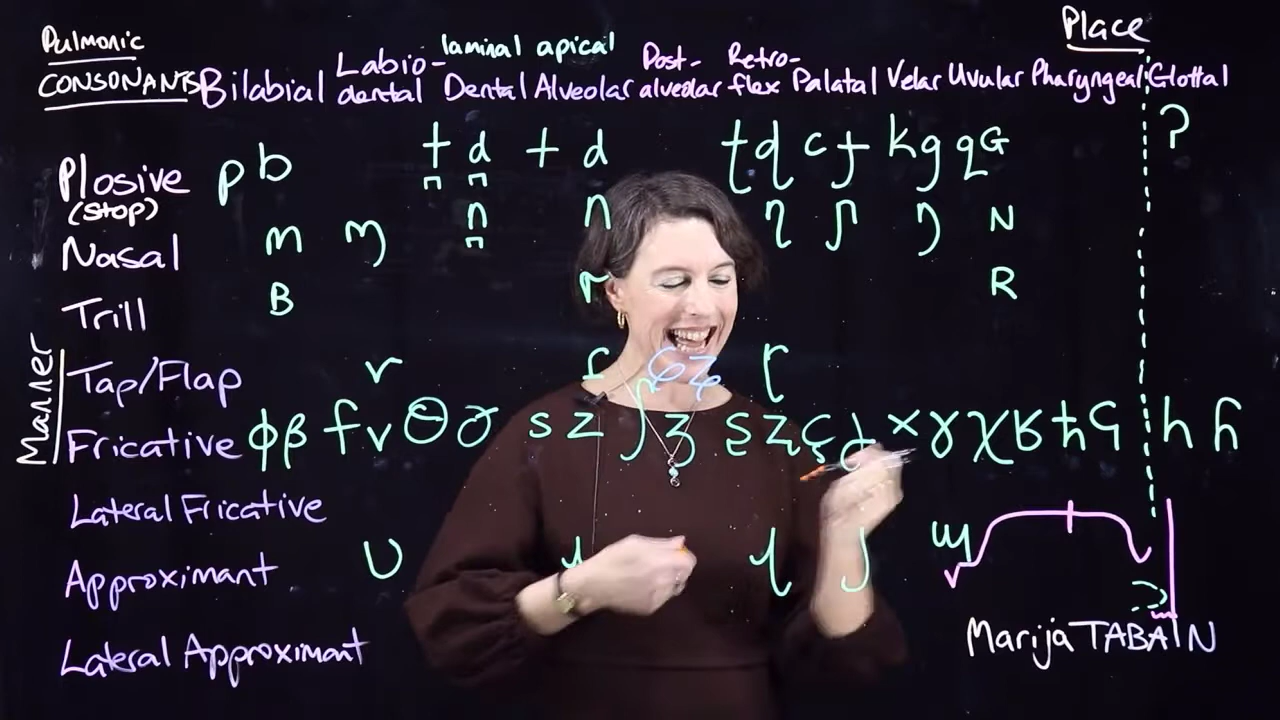 Pulmonic Place
CONSONANTS Bilabial Labio-dental laminal Dental apical Alveolar Post-alveolar Retro-flex Palatal Velar Uvular Pharyngeal Glottal
Plosive p b t̪ d̪ t d ʈ ɖ c ɟ k g q ɢ ʔ
(stop)
Nasal m ɱ n̪ n ɳ ɲ ŋ ɴ
Trill ʙ r ʀ
Manner
Tap/Flap ⱱ ɾ ɽ
ɕ ʑ
Fricative ɸ β f v θ ð s z ʃ ʒ ʂ ʐ ç ʝ x ɣ χ ʁ ħ ʕ h ɦ
Lateral Fricative
Approximant ʋ ɹ ɻ j ɰ
Lateral Approximant
Marija TABAIN